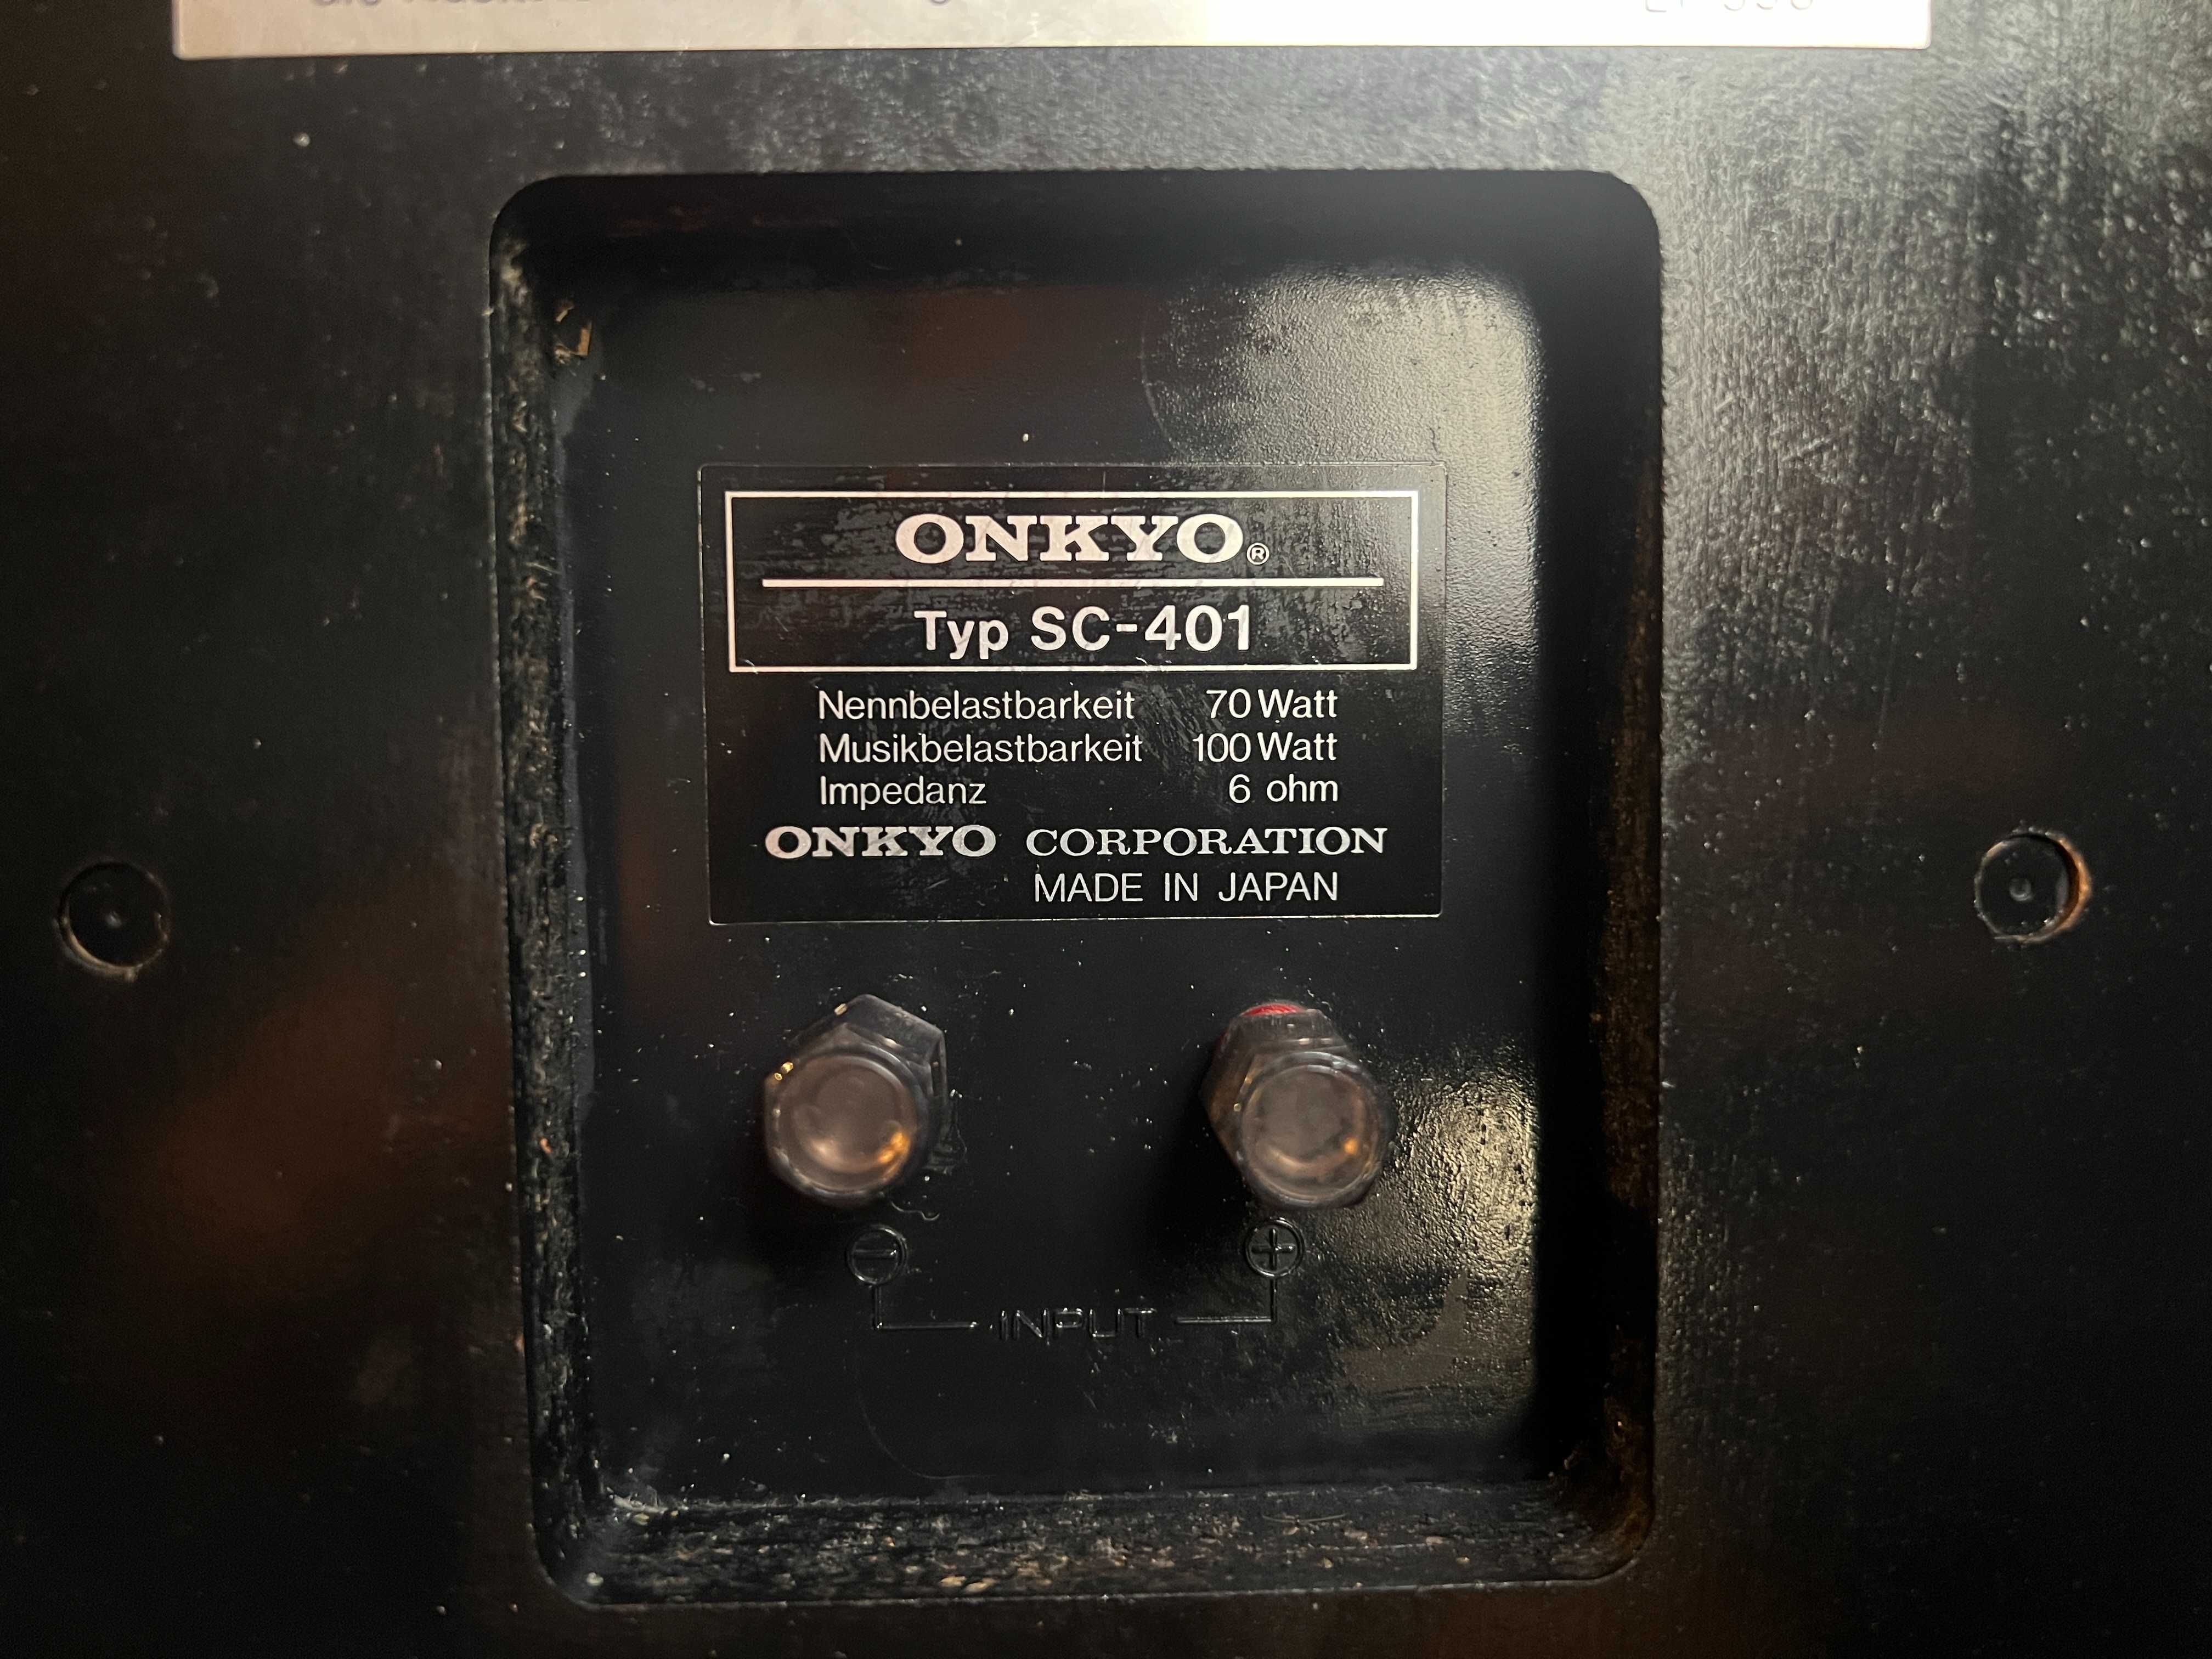 ONKYO®
Typ SC-401
Nennbelastbarkeit 70 Watt
Musikbelastbarkeit 100 Watt
Impedanz 6 ohm
ONKYO CORPORATION
MADE IN JAPAN
⊖ ⊕
INPUT